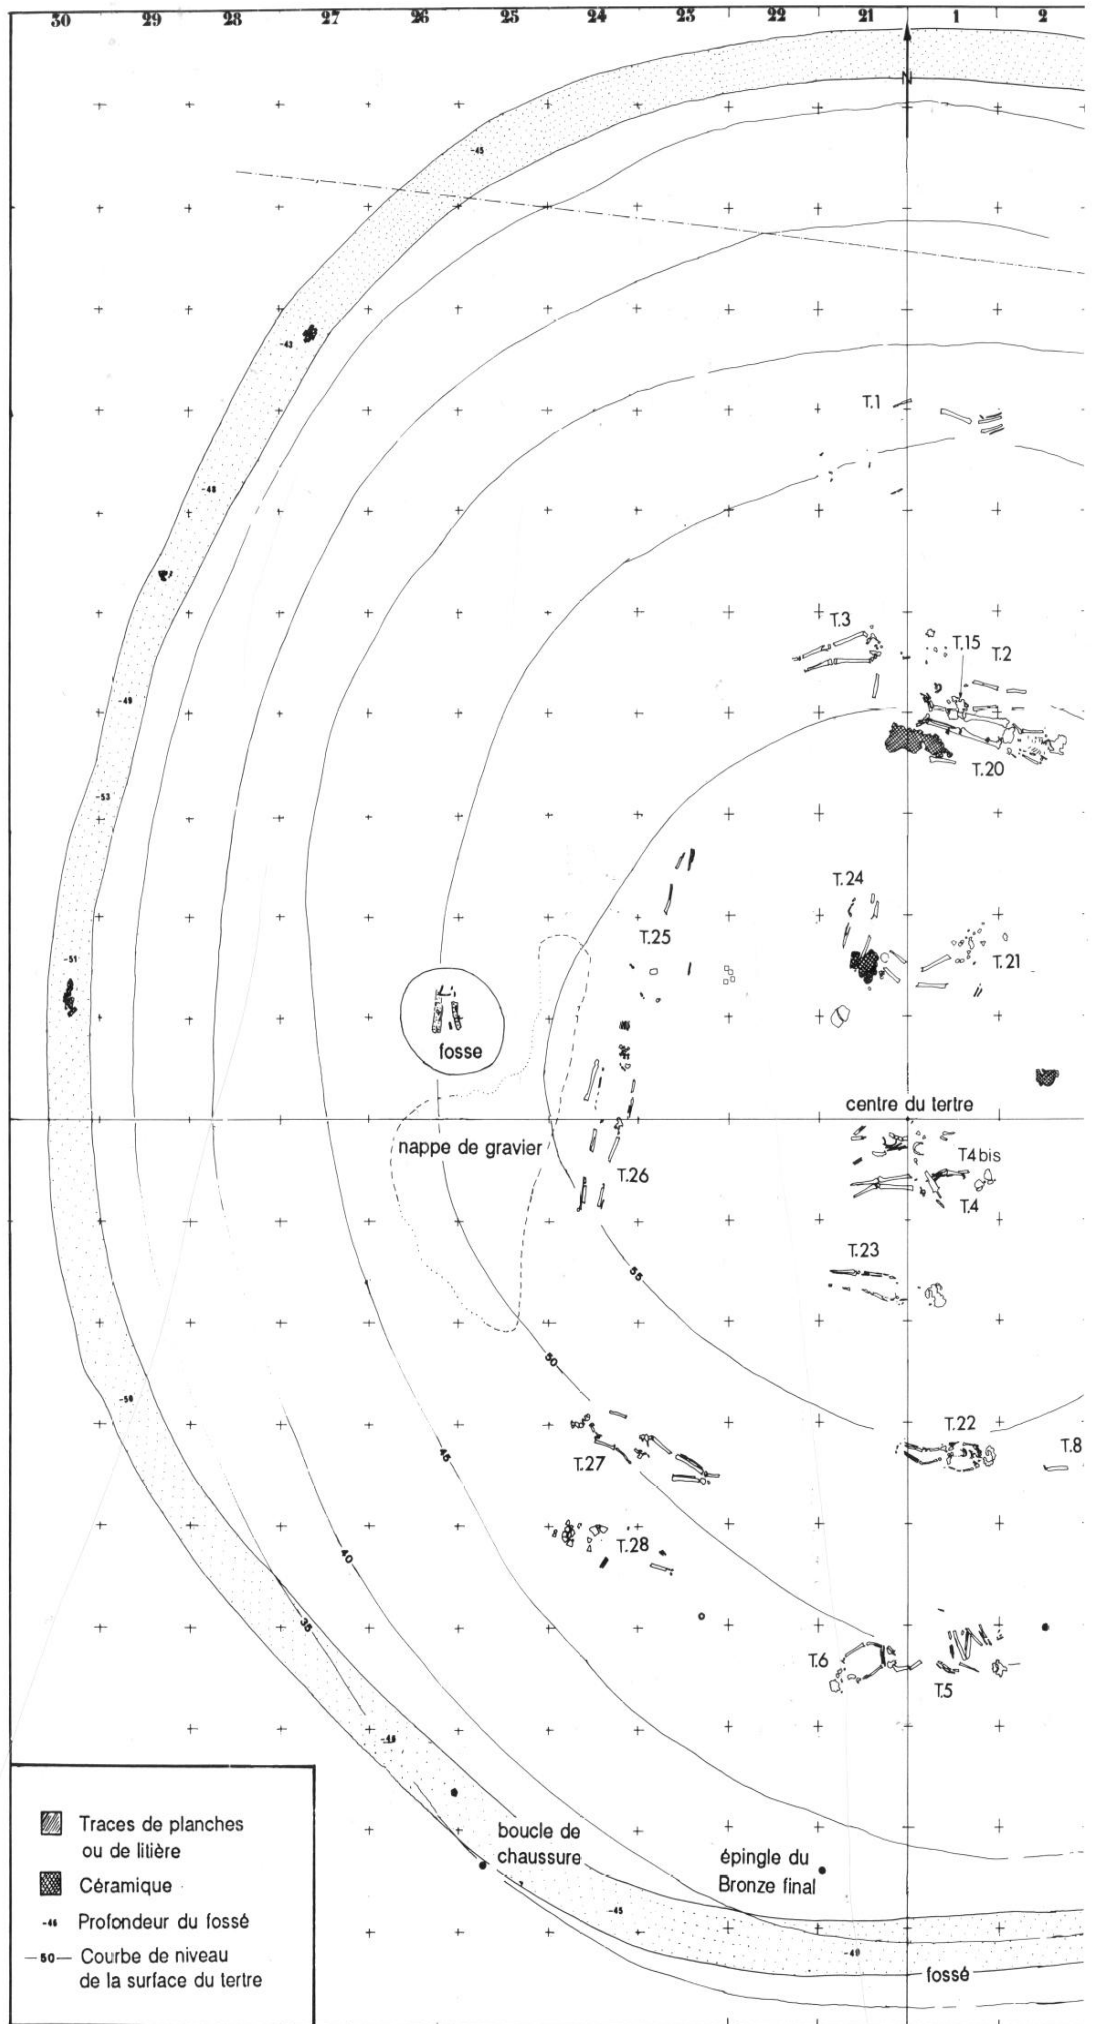 30 29 28 27 26 25 24 23 22 21 1 2
N
-45
-43
T.1
-48
T.3
T.15
T.2
-49
T.20
-53
T.24
T.25
-51
T.21
fosse
centre du tertre
nappe de gravier
T4bis
T.26
T.4
T.23
55
50
-50
T.22
T.8
45
T.27
T.28
40
35
T.6
T.5
-46
boucle de
chaussure
épingle du
Bronze final
-45
-49
fossé
Traces de planches
ou de litière
Céramique
-46 Profondeur du fossé
—50— Courbe de niveau
de la surface du tertre